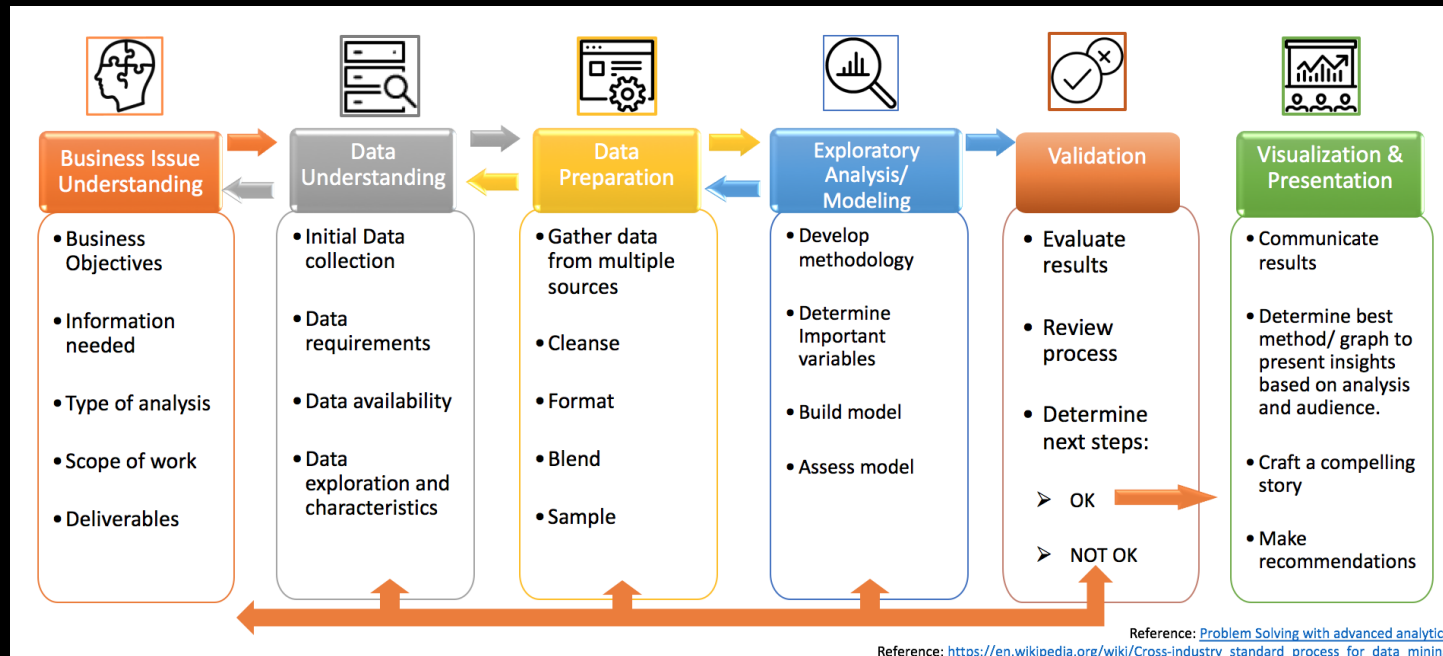 Business Issue
Understanding
• Business
Objectives
• Information
needed
• Type of analysis
• Scope of work
• Deliverables
Data
Understanding
• Initial Data
collection
• Data
requirements
• Data availability
• Data
exploration and
characteristics
Data
Preparation
• Gather data
from multiple
sources
• Cleanse
• Format
• Blend
• Sample
Exploratory
Analysis/
Modeling
• Develop
methodology
• Determine
Important
variables
• Build model
• Assess model
Validation
• Evaluate
results
• Review
process
• Determine
next steps:
➢ OK
➢ NOT OK
Visualization &
Presentation
• Communicate
results
• Determine best
method/ graph to
present insights
based on analysis
and audience.
• Craft a compelling
story
• Make
recommendations
Reference: Problem Solving with advanced analytic
Reference: https://en.wikipedia.org/wiki/Cross-industry_standard_process_for_data_minin